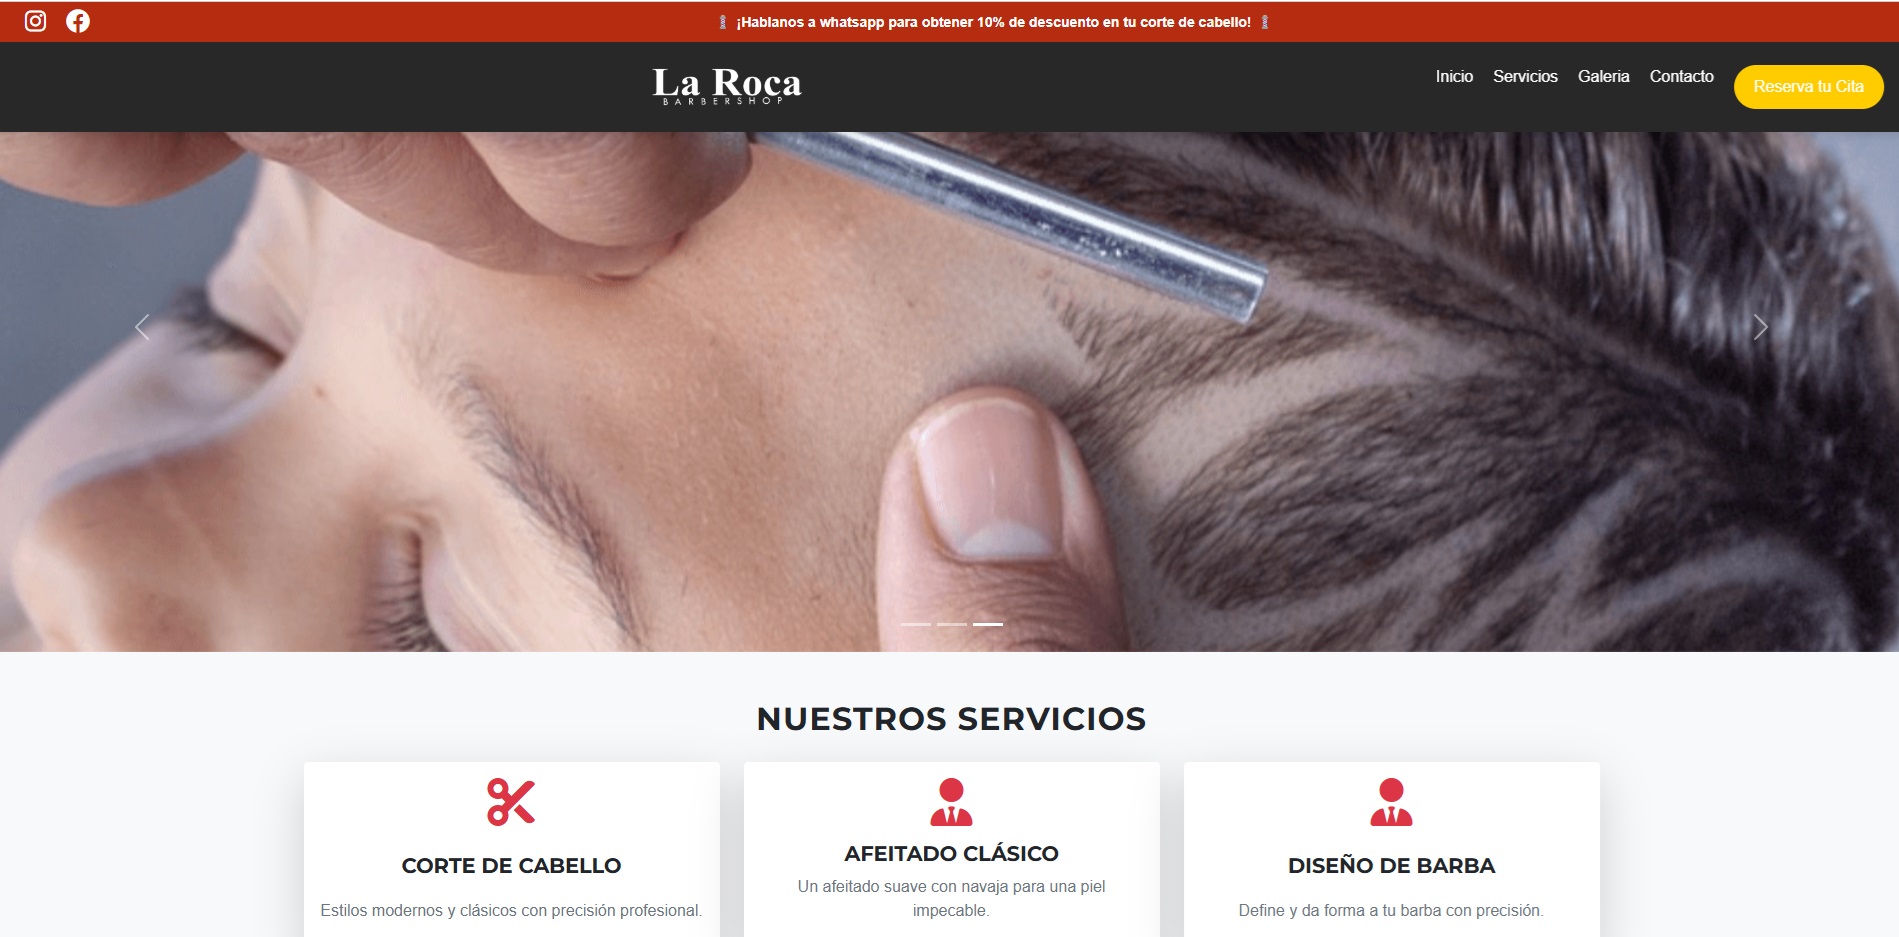 ¡Hablanos a whatsapp para obtener 10% de descuento en tu corte de cabello!
La Roca
BARBERSHOP
Inicio Servicios Galeria Contacto Reserva tu Cita
NUESTROS SERVICIOS
CORTE DE CABELLO
Estilos modernos y clásicos con precisión profesional.
AFEITADO CLÁSICO
Un afeitado suave con navaja para una piel
impecable.
DISEÑO DE BARBA
Define y da forma a tu barba con precisión.